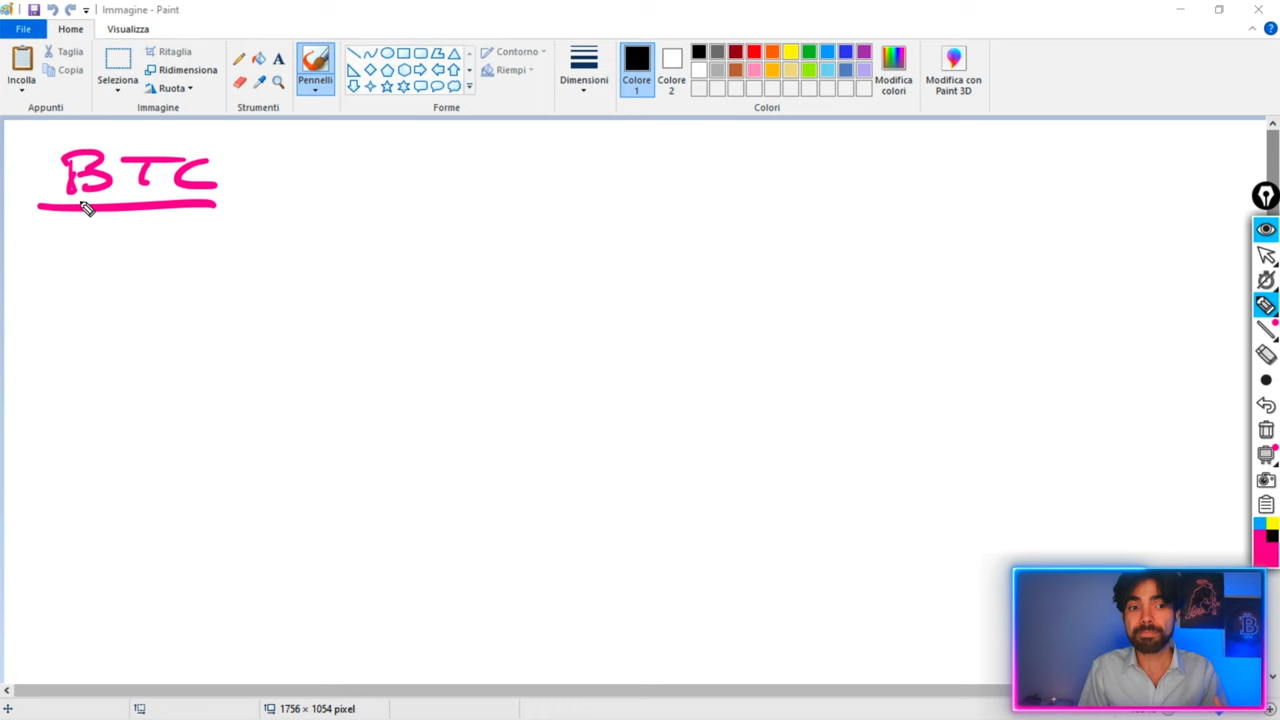 Immagine - Paint
File Home Visualizza
Incolla
Taglia
Copia
Appunti
Seleziona
Ritaglia
Ridimensiona
Ruota
Immagine
Strumenti
Pennelli
Forme
Contorno
Riempi
Dimensioni
Colore 1
Colore 2
Modifica colori
Colori
Modifica con Paint 3D
BTC
1756 × 1054 pixel